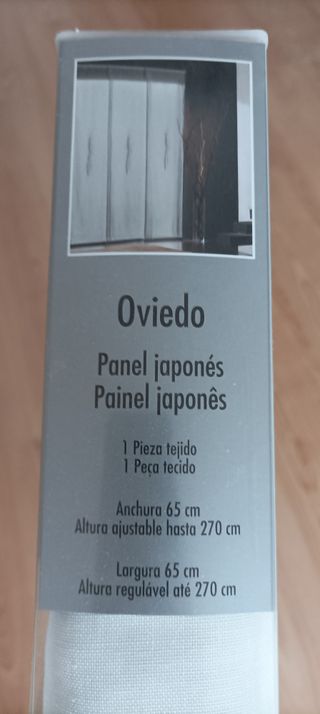 Oviedo
Panel japonés
Painel japonês
1 Pieza tejido
1 Peça tecido
Anchura 65 cm
Altura ajustable hasta 270 cm
Largura 65 cm
Altura regulável até 270 cm